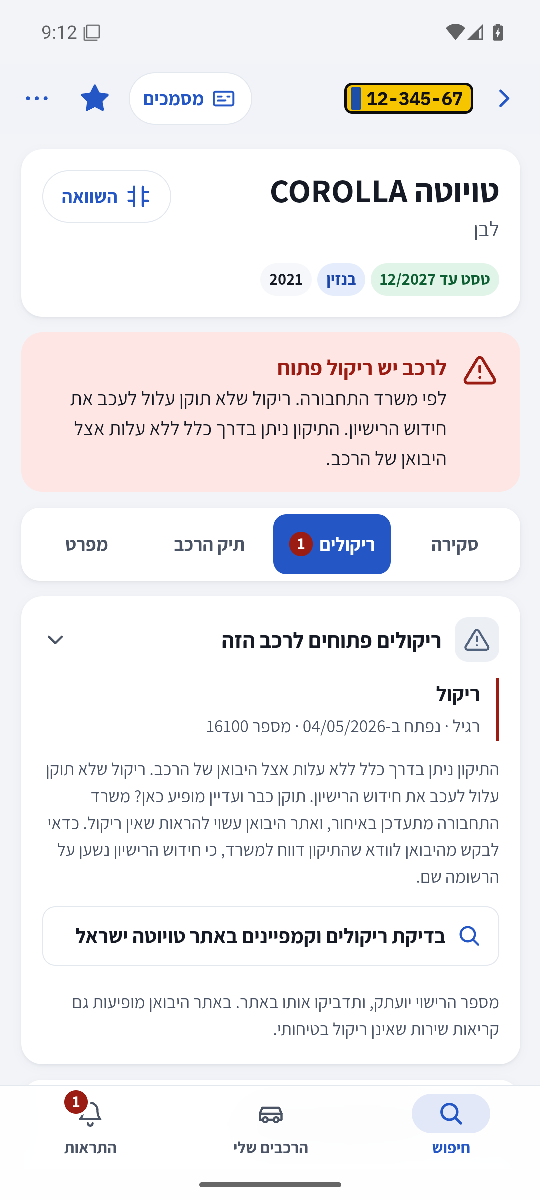 9:12
12-345-67
מסמכים
טויוטה COROLLA
השוואה
לבן
טסט עד 12/2027
בנזין
2021
לרכב יש ריקול פתוח
לפי משרד התחבורה. ריקול שלא תוקן עלול לעכב את
חידוש הרישיון. התיקון ניתן בדרך כלל ללא עלות אצל
היבואן של הרכב.
סקירה
ריקולים 1
תיק הרכב
מפרט
ריקולים פתוחים לרכב הזה
ריקול
רגיל · נפתח ב-04/05/2026 · מספר 16100
התיקון ניתן בדרך כלל ללא עלות אצל היבואן של הרכב. ריקול שלא תוקן
עלול לעכב את חידוש הרישיון. תוקן כבר ועדיין מופיע כאן? משרד
התחבורה מתעדכן באיחור, ואתר היבואן עשוי להראות שאין ריקול. כדאי
לבקש מהיבואן לוודא שהתיקון דווח למשרד, כי חידוש הרישיון נשען על
הרשומה שם.
בדיקת ריקולים וקמפיינים באתר טויוטה ישראל
מספר הרישוי יועתק, ותדביקו אותו באתר. באתר היבואן מופיעות גם
קריאות שירות שאינן ריקול בטיחותי.
חיפוש
הרכבים שלי
1
התראות